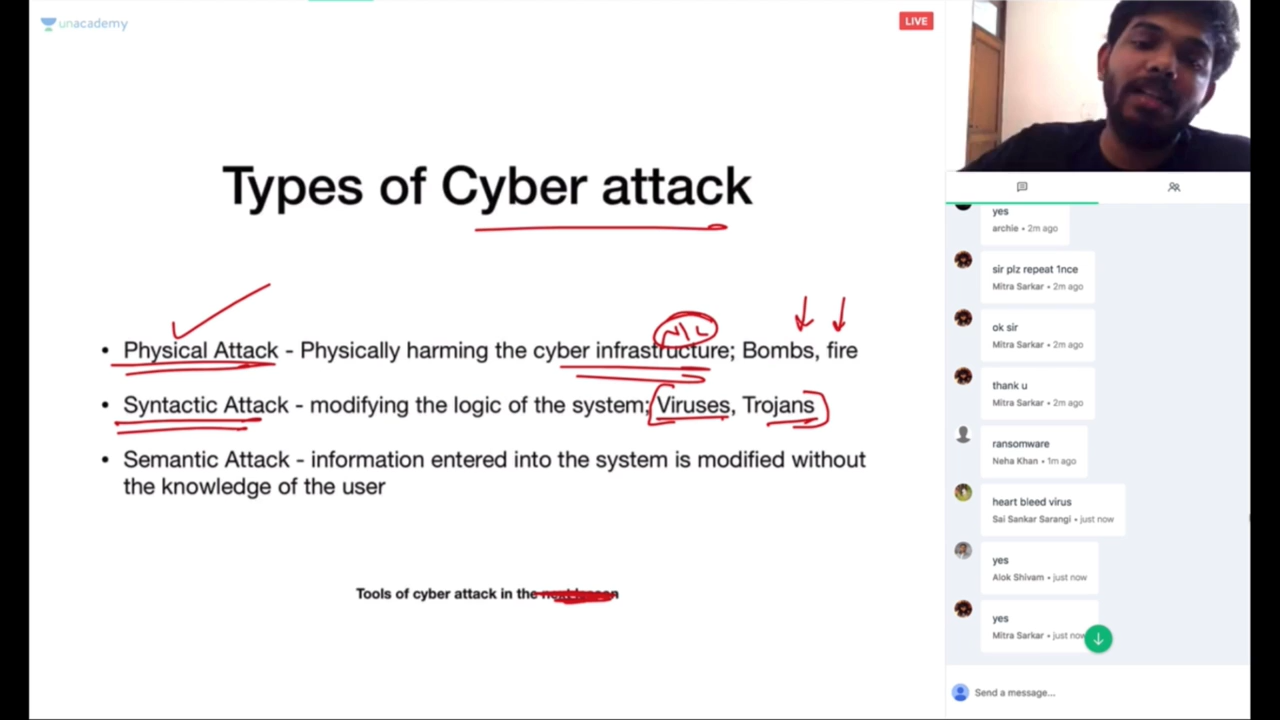 unacademy
LIVE
Types of Cyber attack
N/L
• Physical Attack - Physically harming the cyber infrastructure; Bombs, fire
• Syntactic Attack - modifying the logic of the system; Viruses, Trojans
• Semantic Attack - information entered into the system is modified without
the knowledge of the user
Tools of cyber attack in the
yes
archie • 2m ago
sir plz repeat 1nce
Mitra Sarkar • 2m ago
ok sir
Mitra Sarkar • 2m ago
thank u
Mitra Sarkar • 2m ago
ransomware
Neha Khan • 1m ago
heart bleed virus
Sai Sankar Sarangi • just now
yes
Alok Shivam • just now
yes
Mitra Sarkar • just now
Send a message...